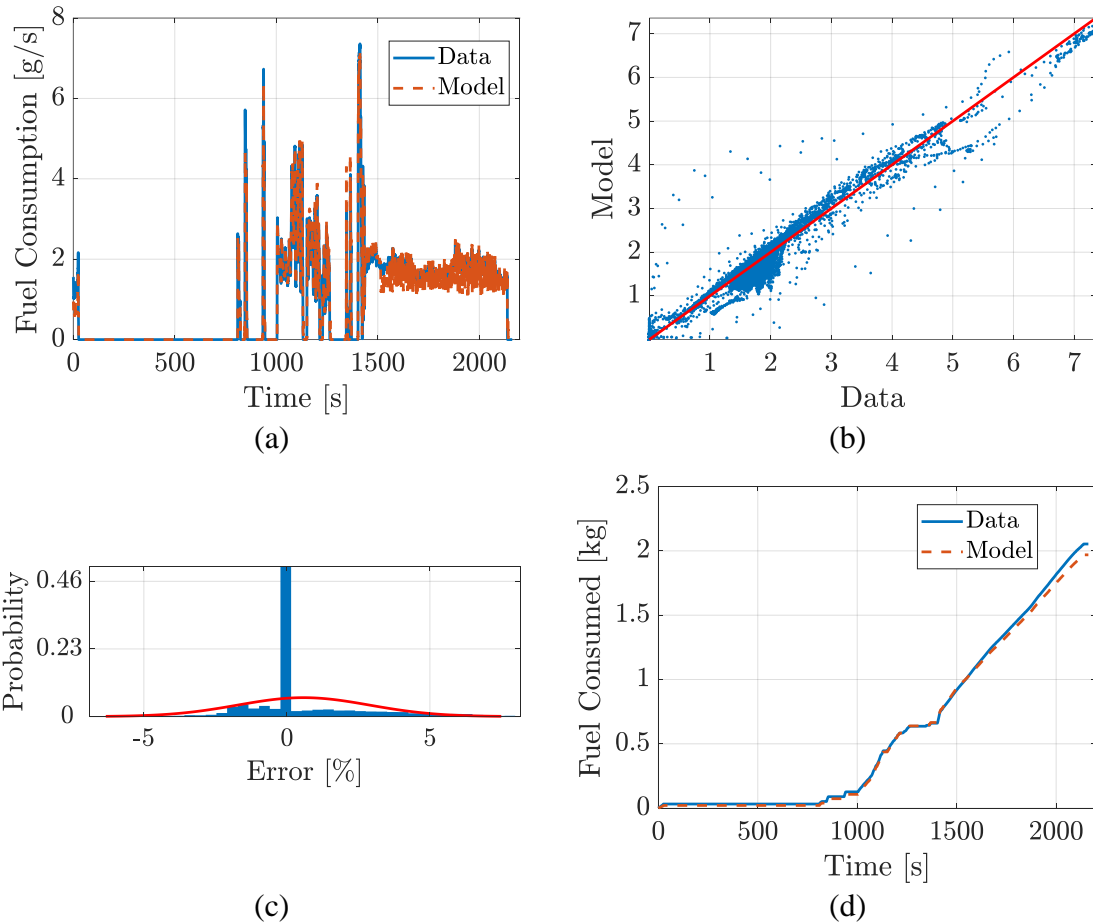 8
6
4
2
0
Fuel Consumption [g/s]
Data
Model
0 500 1000 1500 2000
Time [s]
(a)
7
6
5
4
3
2
1
Model
1 2 3 4 5 6 7
Data
(b)
0.46
0.23
0
Probability
-5 0 5
Error [%]
(c)
2.5
2
1.5
1
0.5
0
Fuel Consumed [kg]
Data
Model
0 500 1000 1500 2000
Time [s]
(d)